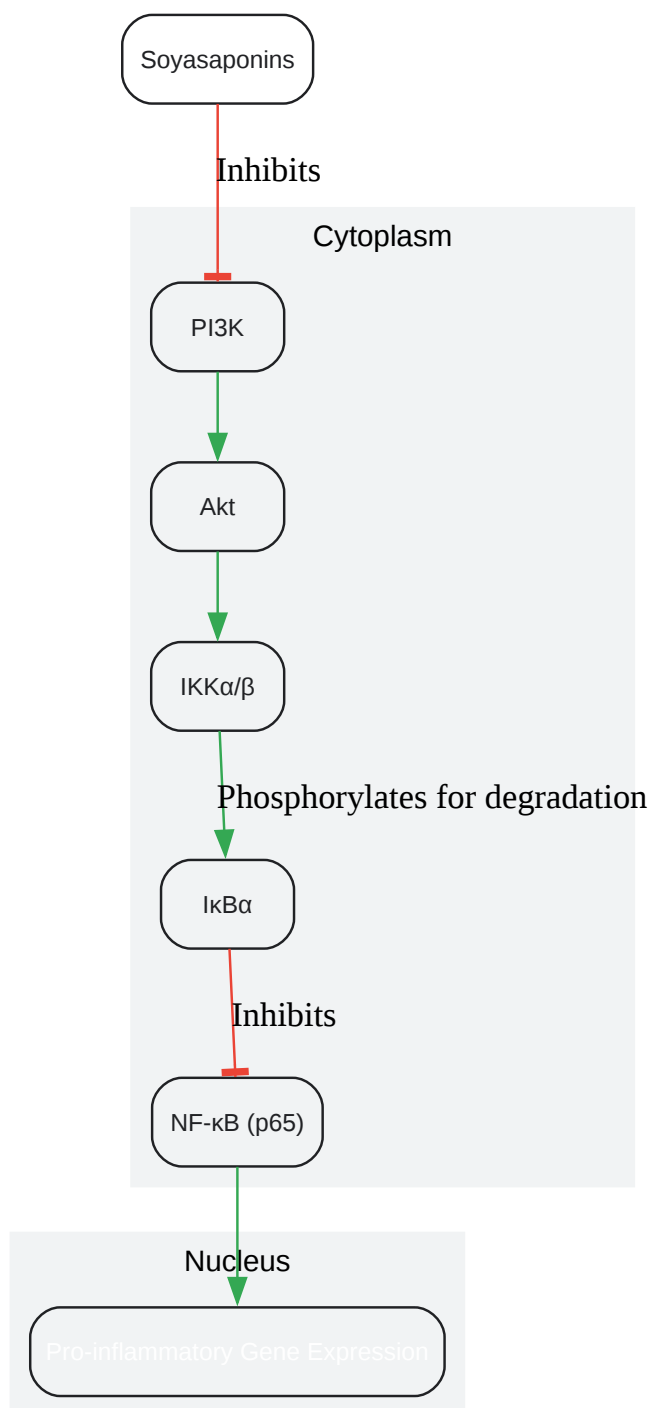 Soyasaponins
Inhibits
Cytoplasm
PI3K
Akt
IKKα/β
Phosphorylates for degradation
IκBα
Inhibits
NF-κB (p65)
Nucleus
Pro-inflammatory Gene Expression